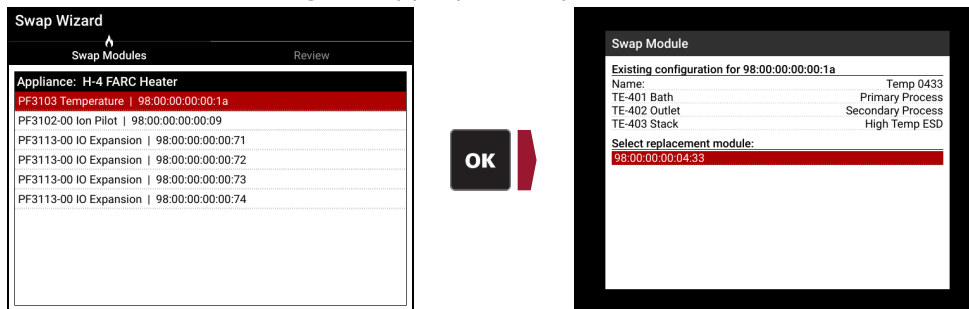 Swap Wizard
Swap Modules
Review
Appliance: H-4 FARC Heater
PF3103 Temperature | 98:00:00:00:00:1a
PF3102-00 Ion Pilot | 98:00:00:00:00:09
PF3113-00 IO Expansion | 98:00:00:00:00:71
PF3113-00 IO Expansion | 98:00:00:00:00:72
PF3113-00 IO Expansion | 98:00:00:00:00:73
PF3113-00 IO Expansion | 98:00:00:00:00:74
OK
Swap Module
Existing configuration for 98:00:00:00:00:1a
Name: Temp 0433
TE-401 Bath Primary Process
TE-402 Outlet Secondary Process
TE-403 Stack High Temp ESD
Select replacement module:
98:00:00:00:04:33